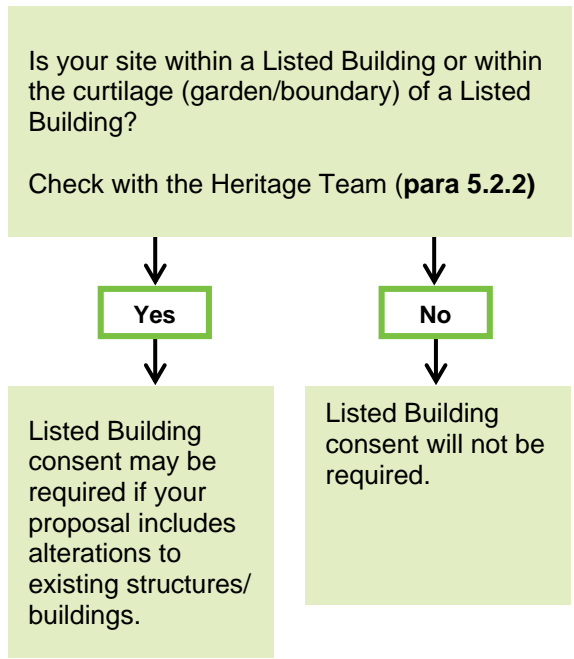 Is your site within a Listed Building or within
the curtilage (garden/boundary) of a Listed
Building?
Check with the Heritage Team (para 5.2.2)
Yes
No
Listed Building
consent may be
required if your
proposal includes
alterations to
existing structures/
buildings.
Listed Building
consent will not be
required.